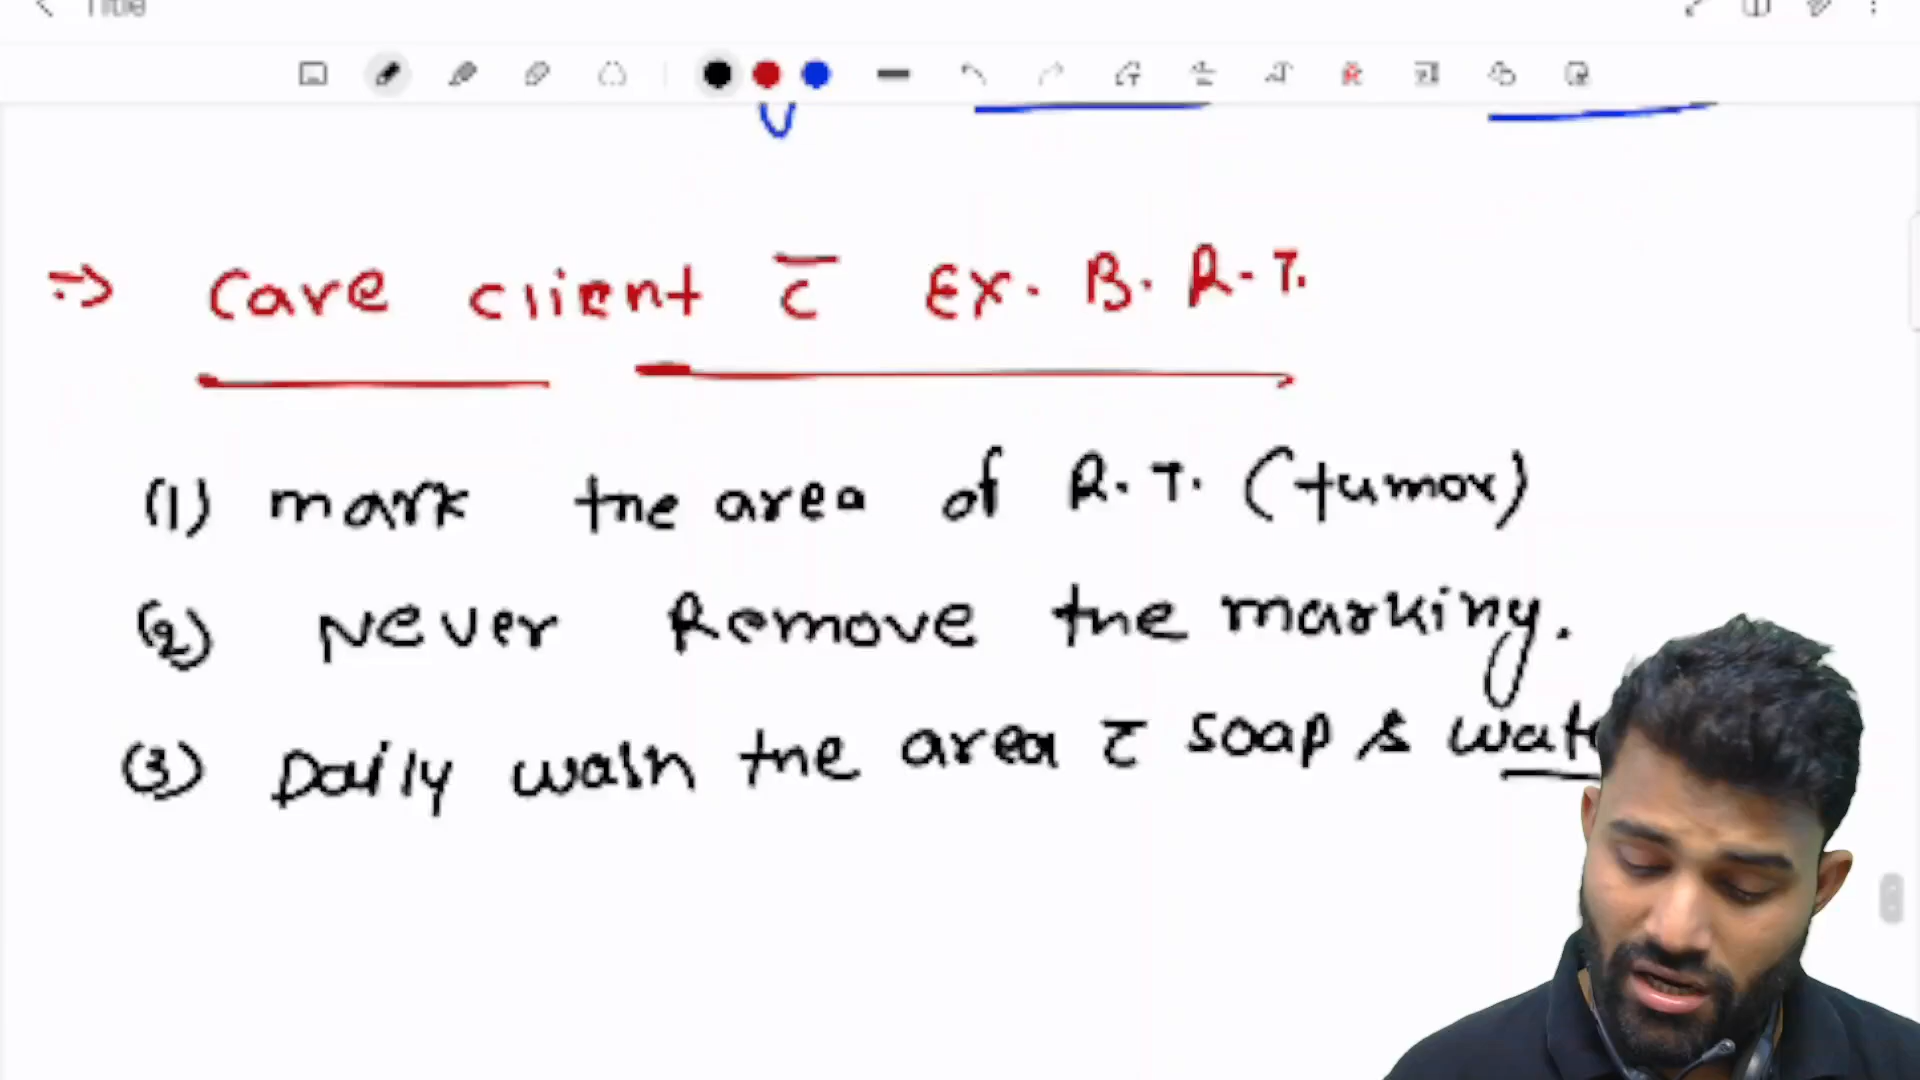 Title
⇒ Care client c̅ Ex. B. R.T.
(1) mark the area of R.T. (tumor)
(2) Never Remove the marking.
(3) Daily wash the area c̅ soap &